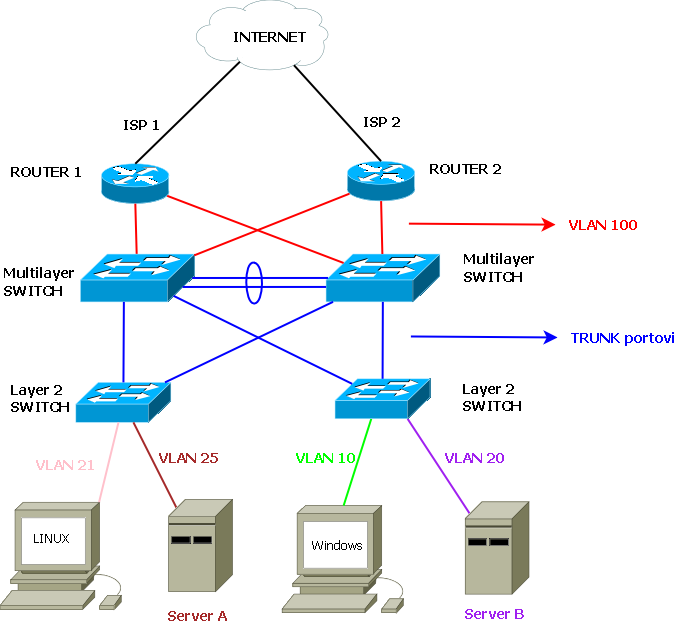 INTERNET
ISP 1
ISP 2
ROUTER 1
ROUTER 2
VLAN 100
Multilayer
SWITCH
Multilayer
SWITCH
TRUNK portovi
Layer 2
SWITCH
Layer 2
SWITCH
VLAN 21
VLAN 25
VLAN 10
VLAN 20
LINUX
Windows
Server A
Server B